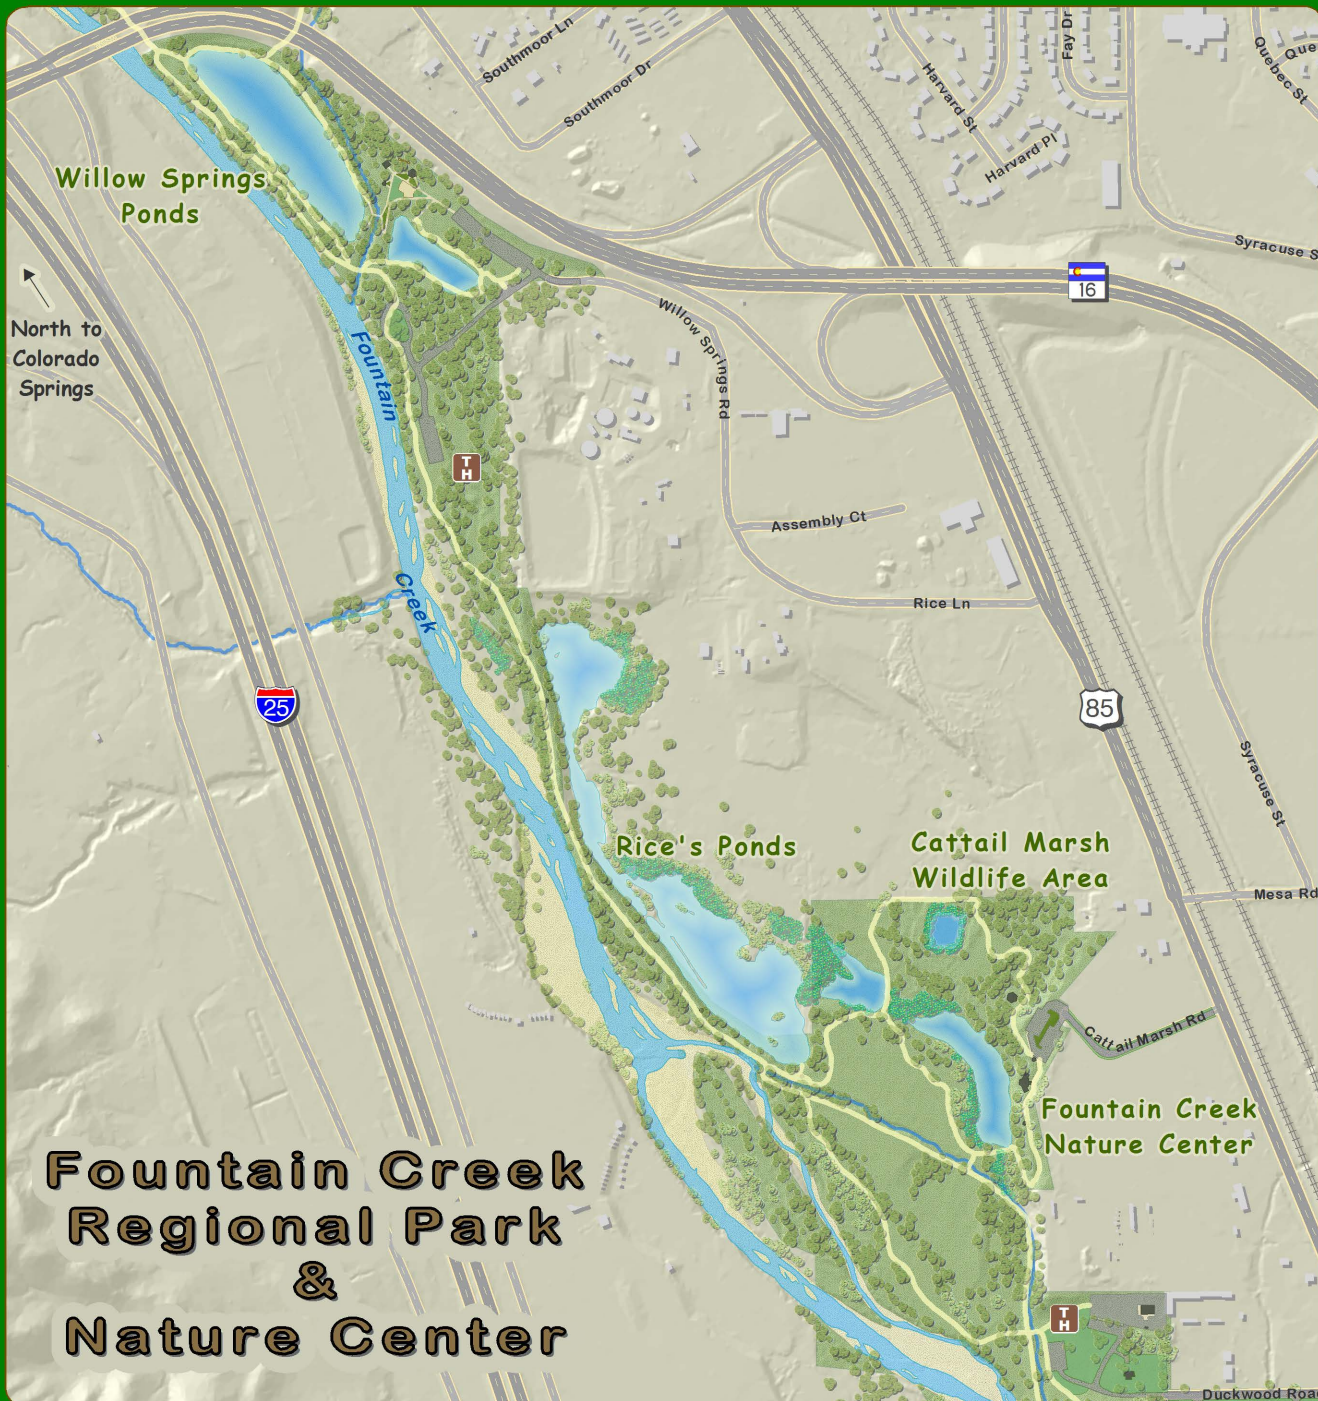 Southmoor Ln
Southmoor Dr
Harvard St
Fay Dr
Quebec St
Que
Harvard Pl
Willow Springs
Ponds
Syracuse S
16
North to
Colorado
Springs
Willow Springs Rd
Fountain
Creek
T
H
Assembly Ct
Rice Ln
25
85
Syracuse St
Rice's Ponds
Cattail Marsh
Wildlife Area
Mesa Rd
Cattail Marsh Rd
Fountain Creek
Nature Center
Fountain Creek
Regional Park
&
Nature Center
T
H
Duckwood Roa